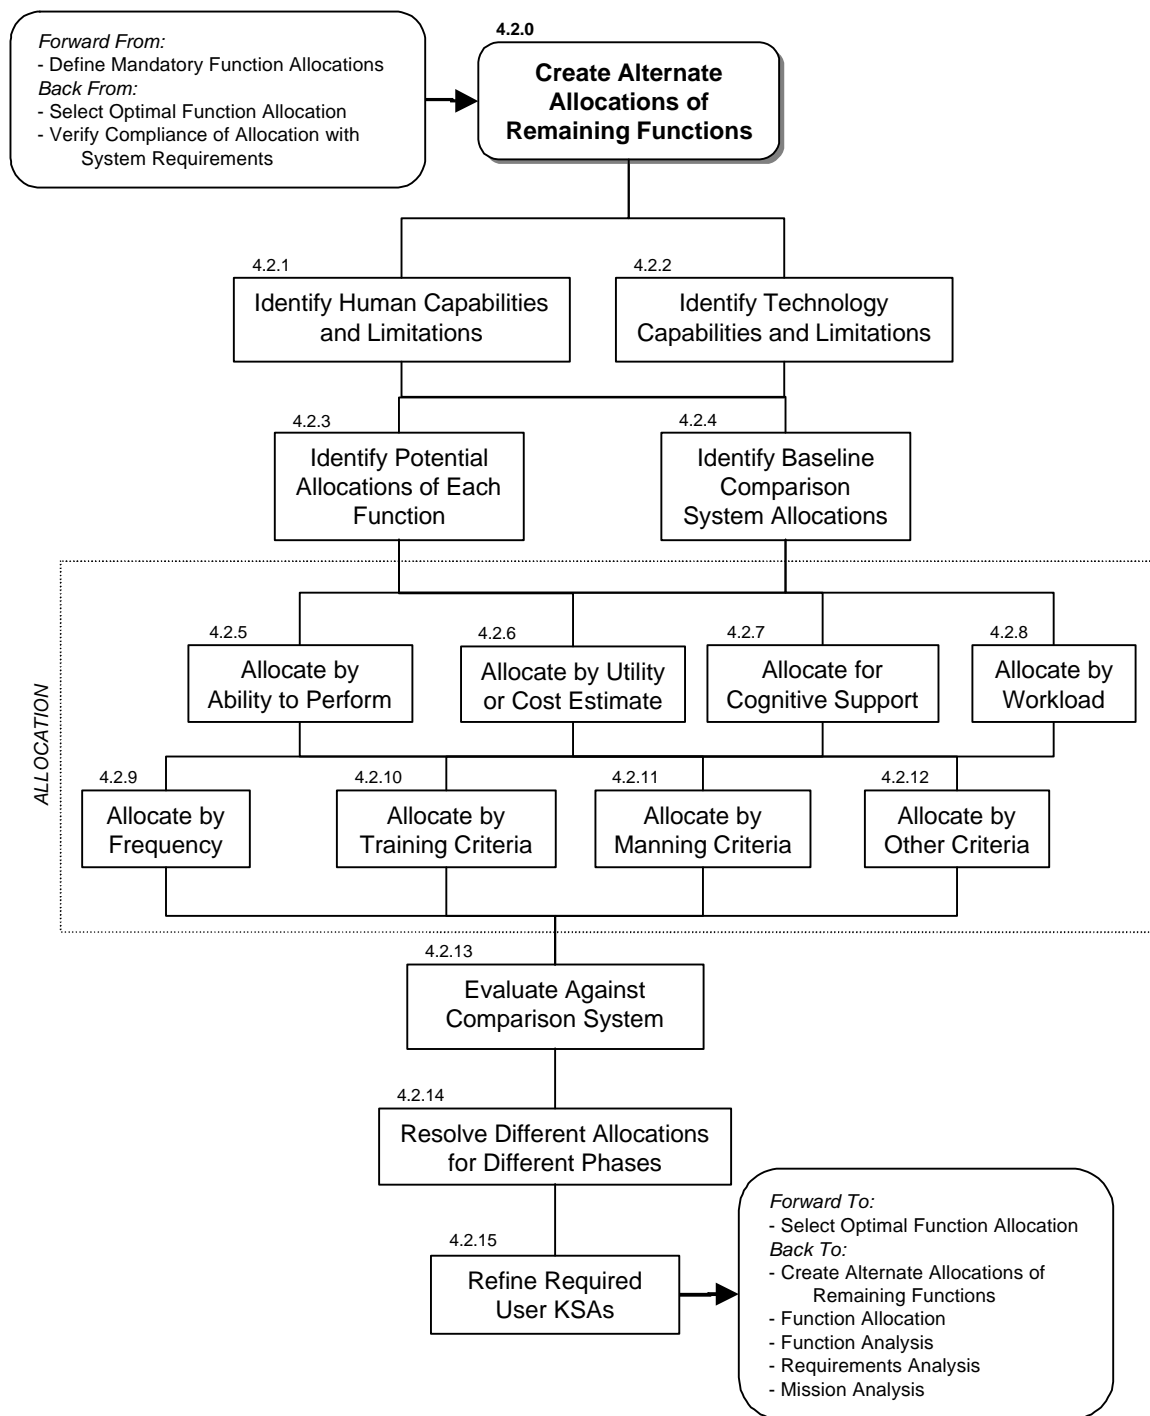 Forward From:
- Define Mandatory Function Allocations
Back From:
- Select Optimal Function Allocation
- Verify Compliance of Allocation with
System Requirements
4.2.0
Create Alternate
Allocations of
Remaining Functions
4.2.1
Identify Human Capabilities
and Limitations
4.2.2
Identify Technology
Capabilities and Limitations
4.2.3
Identify Potential
Allocations of Each
Function
4.2.4
Identify Baseline
Comparison
System Allocations
ALLOCATION
4.2.5
Allocate by
Ability to Perform
4.2.6
Allocate by Utility
or Cost Estimate
4.2.7
Allocate for
Cognitive Support
4.2.8
Allocate by
Workload
4.2.9
Allocate by
Frequency
4.2.10
Allocate by
Training Criteria
4.2.11
Allocate by
Manning Criteria
4.2.12
Allocate by
Other Criteria
4.2.13
Evaluate Against
Comparison System
4.2.14
Resolve Different Allocations
for Different Phases
4.2.15
Refine Required
User KSAs
Forward To:
- Select Optimal Function Allocation
Back To:
- Create Alternate Allocations of
Remaining Functions
- Function Allocation
- Function Analysis
- Requirements Analysis
- Mission Analysis